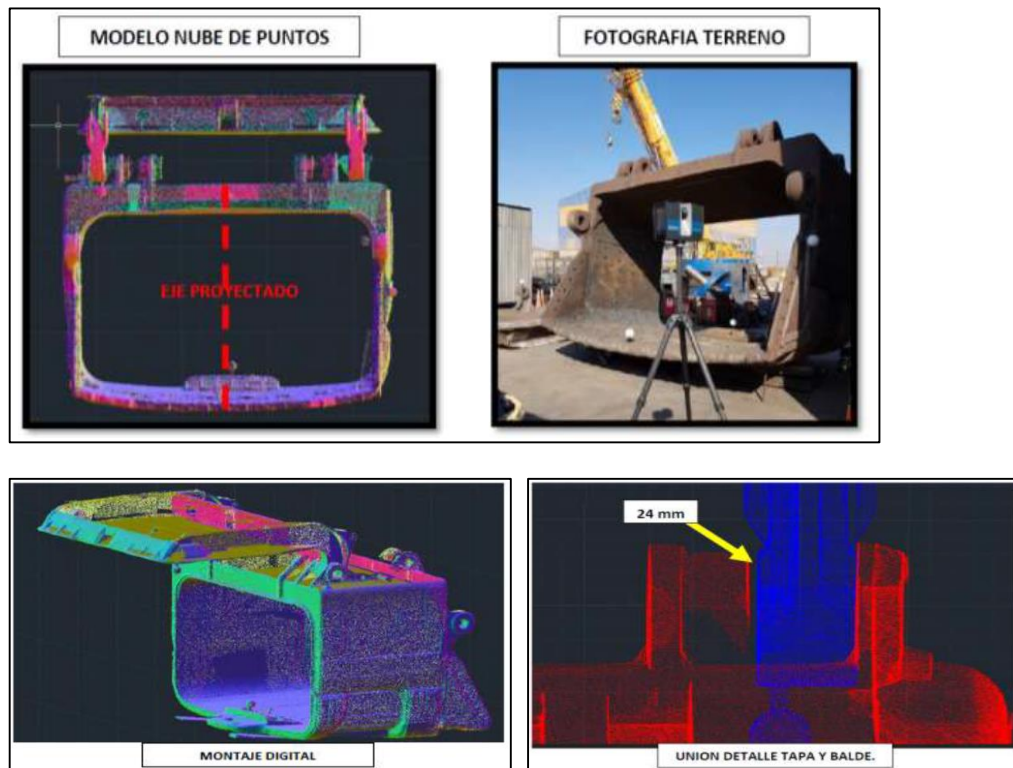 MODELO NUBE DE PUNTOS
FOTOGRAFIA TERRENO
EJE PROYECTADO
24 mm
MONTAJE DIGITAL
UNION DETALLE TAPA Y BALDE.